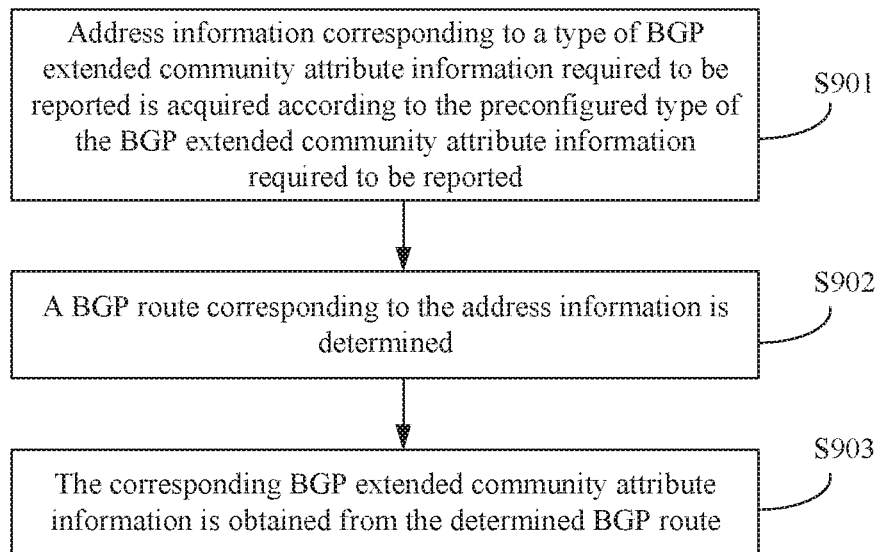 Address information corresponding to a type of BGP
extended community attribute information required to be
reported is acquired according to the preconfigured type of
the BGP extended community attribute information
required to be reported
S901
A BGP route corresponding to the address information is
determined
S902
The corresponding BGP extended community attribute
information is obtained from the determined BGP route
S903